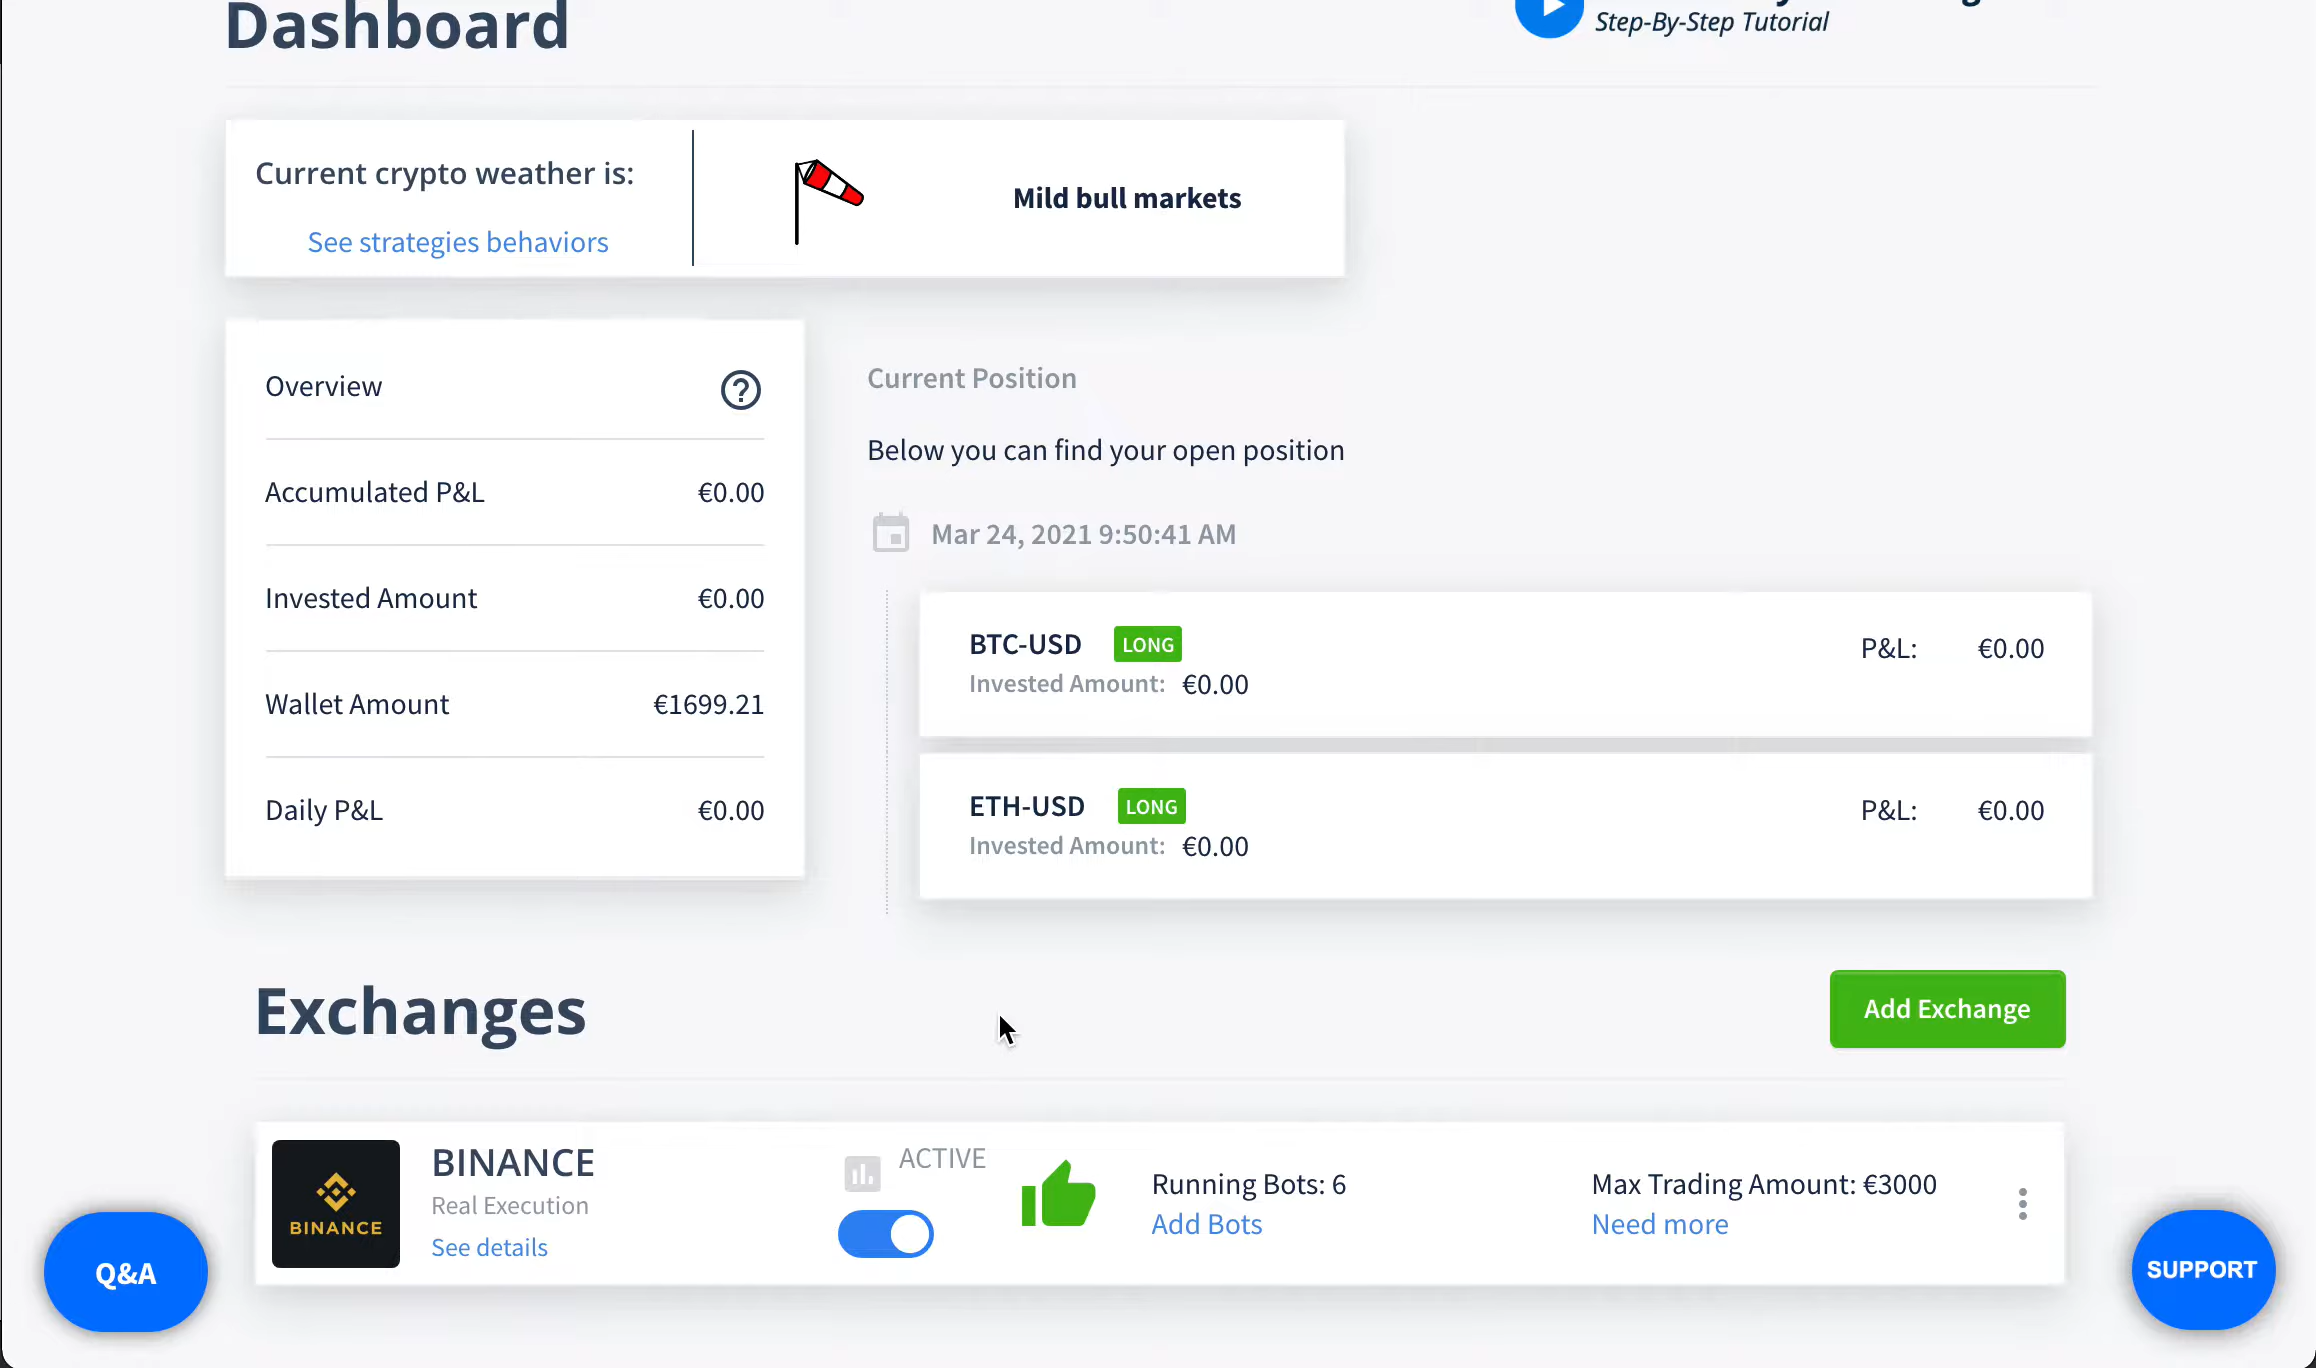 Dashboard
Step-By-Step Tutorial
Current crypto weather is:
See strategies behaviors
Mild bull markets
Overview
Accumulated P&L €0.00
Invested Amount €0.00
Wallet Amount €1699.21
Daily P&L €0.00
Current Position
Below you can find your open position
Mar 24, 2021 9:50:41 AM
BTC-USD LONG P&L: €0.00
Invested Amount: €0.00
ETH-USD LONG P&L: €0.00
Invested Amount: €0.00
Exchanges
Add Exchange
BINANCE
BINANCE
Real Execution
See details
ACTIVE
Running Bots: 6
Add Bots
Max Trading Amount: €3000
Need more
Q&A
SUPPORT